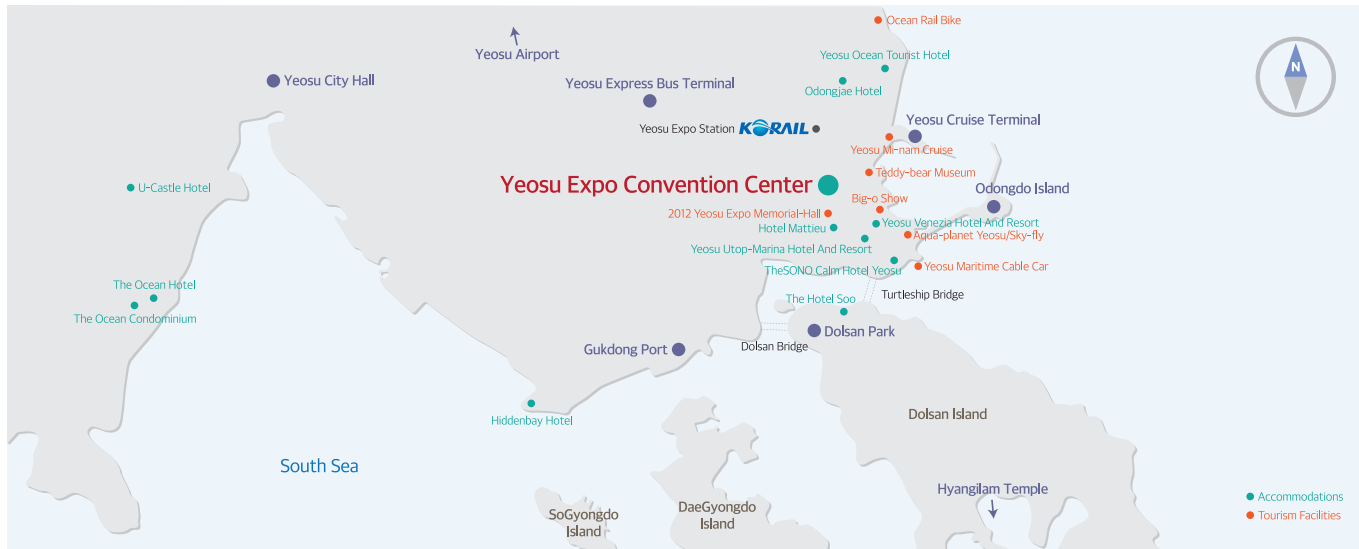 Ocean Rail Bike
Yeosu Airport
Yeosu Ocean Tourist Hotel
Yeosu City Hall
Yeosu Express Bus Terminal
Odongjae Hotel
N
Yeosu Expo Station KORAIL
Yeosu Cruise Terminal
Yeosu Mi-nam Cruise
Teddy-bear Museum
U-Castle Hotel
Yeosu Expo Convention Center
Odongdo Island
Big-o Show
2012 Yeosu Expo Memorial-Hall
Yeosu Venezia Hotel And Resort
Hotel Mattieu
Aqua-planet Yeosu/Sky-fly
Yeosu Utop-Marina Hotel And Resort
TheSONO Calm Hotel Yeosu
Yeosu Maritime Cable Car
The Ocean Hotel
Turtleship Bridge
The Hotel Soo
The Ocean Condominium
Dolsan Park
Dolsan Bridge
Gukdong Port
Hiddenbay Hotel
Dolsan Island
South Sea
Hyangilam Temple
Accommodations
SoGyongdo
Island
DaeGyongdo
Island
Tourism Facilities